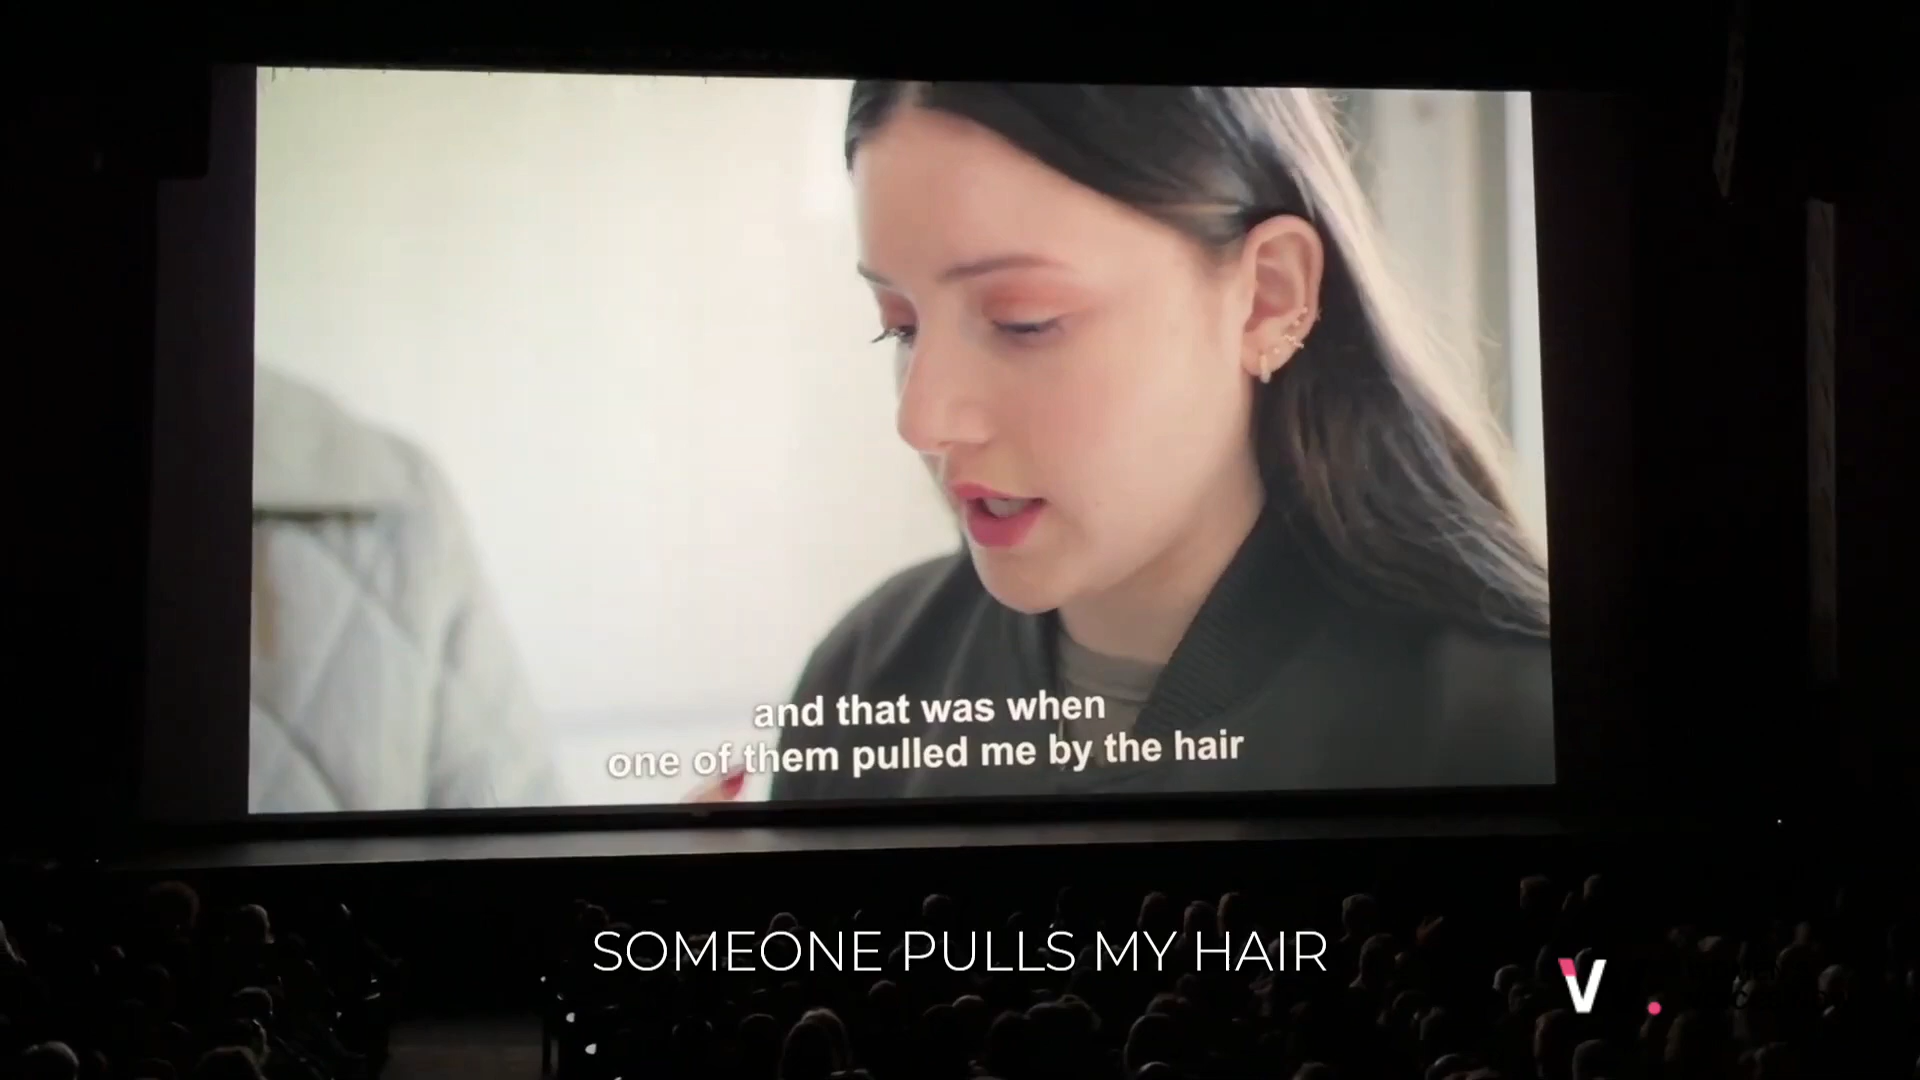 and that was when
one of them pulled me by the hair
SOMEONE PULLS MY HAIR
V.